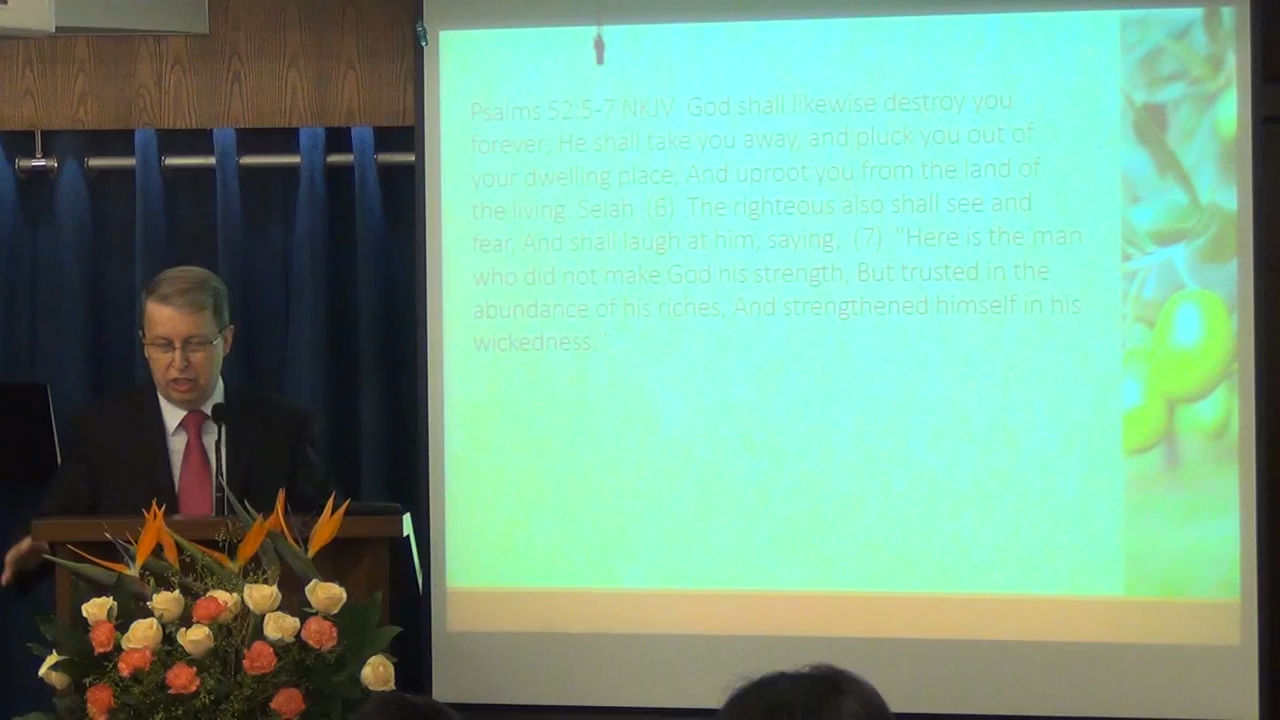 Psalms 52:5-7 NKJV God shall likewise destroy you
forever; He shall take you away, and pluck you out of
your dwelling place, And uproot you from the land of
the living. Selah (6) The righteous also shall see and
fear, And shall laugh at him, saying, (7) "Here is the man
who did not make God his strength, But trusted in the
abundance of his riches, And strengthened himself in his
wickedness."